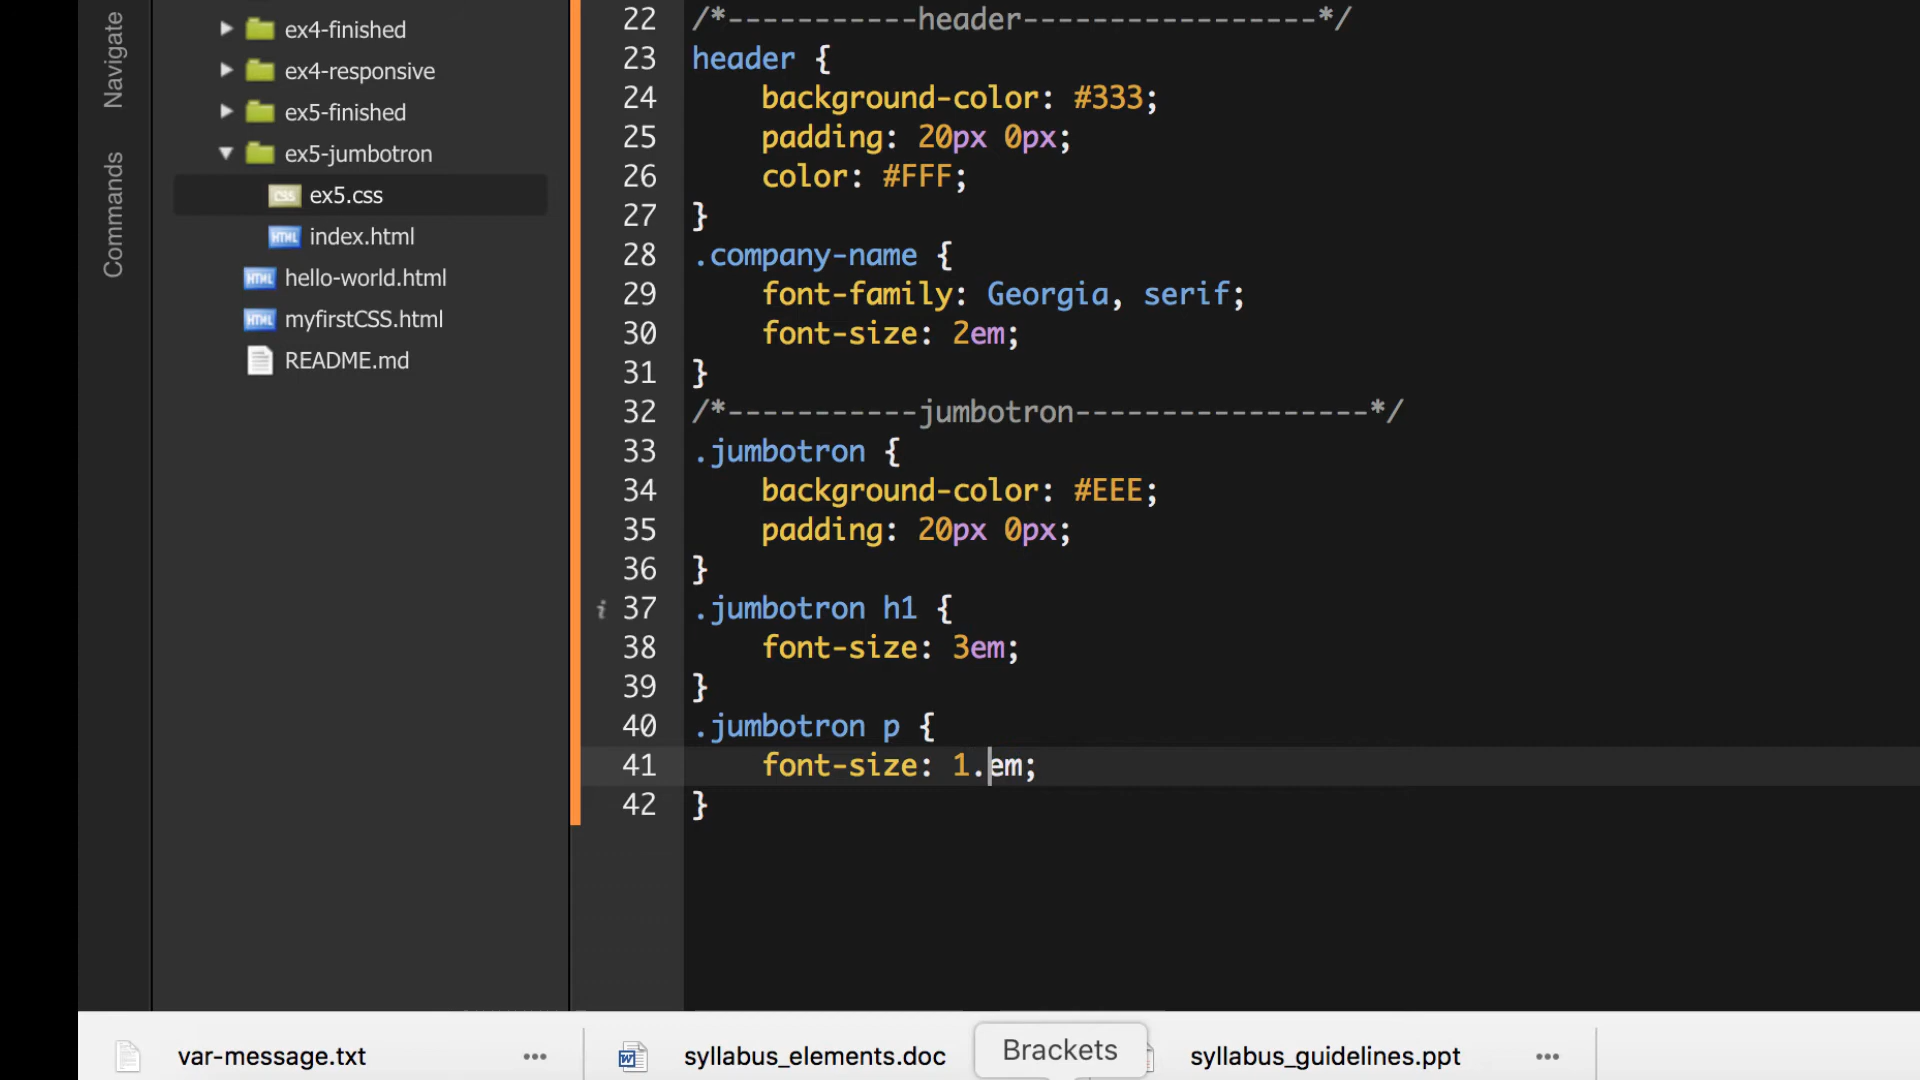 Navigate
Commands
ex4-finished
ex4-responsive
ex5-finished
ex5-jumbotron
css ex5.css
HTML index.html
HTML hello-world.html
HTML myfirstCSS.html
README.md
22 /*-----------header-----------------*/
23 header {
24 background-color: #333;
25 padding: 20px 0px;
26 color: #FFF;
27 }
28 .company-name {
29 font-family: Georgia, serif;
30 font-size: 2em;
31 }
32 /*-----------jumbotron-----------------*/
33 .jumbotron {
34 background-color: #EEE;
35 padding: 20px 0px;
36 }
i 37 .jumbotron h1 {
38 font-size: 3em;
39 }
40 .jumbotron p {
41 font-size: 1.em;
42 }
var-message.txt ...
W syllabus_elements.doc
Brackets
syllabus_guidelines.ppt ...